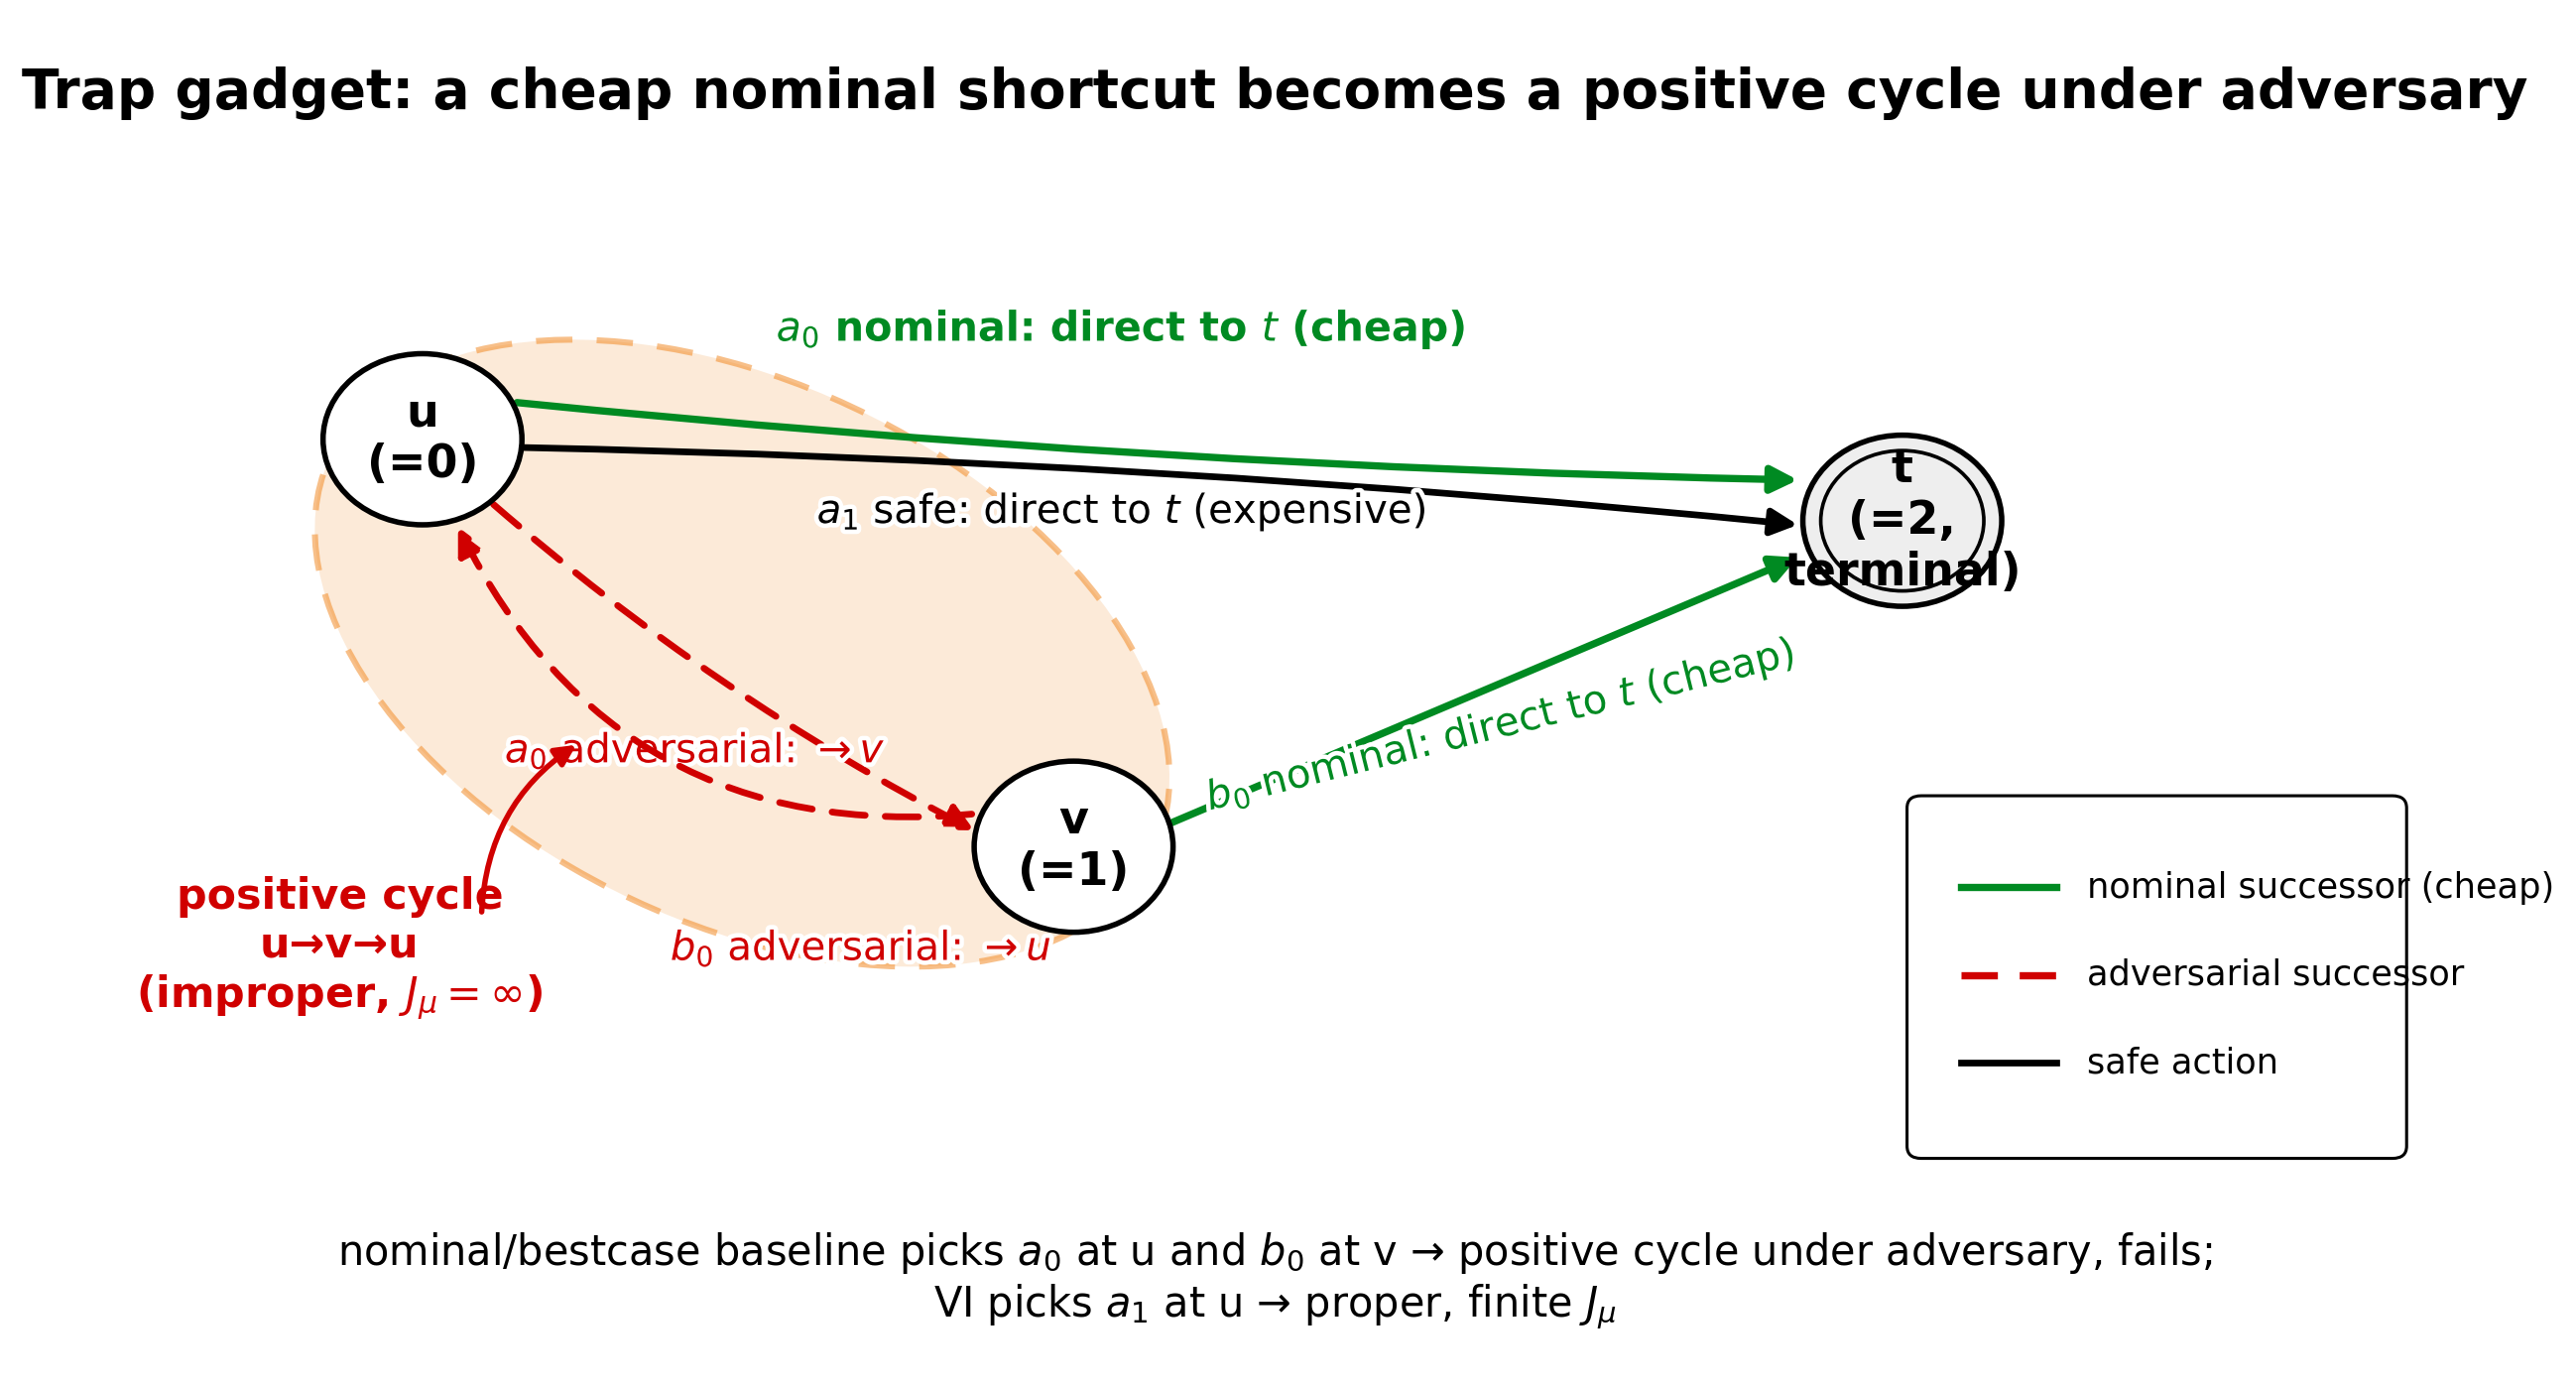 Trap gadget: a cheap nominal shortcut becomes a positive cycle under adversary
a₀ nominal: direct to t (cheap)
u
(=0)
t
(=2,
terminal)
a₁ safe: direct to t (expensive)
b₀ nominal: direct to t (cheap)
a₀ adversarial: →v
v
(=1)
b₀ adversarial: →u
positive cycle
u→v→u
(improper, J_μ = ∞)
nominal successor (cheap)
adversarial successor
safe action
nominal/bestcase baseline picks a₀ at u and b₀ at v → positive cycle under adversary, fails;
VI picks a₁ at u → proper, finite J_μ